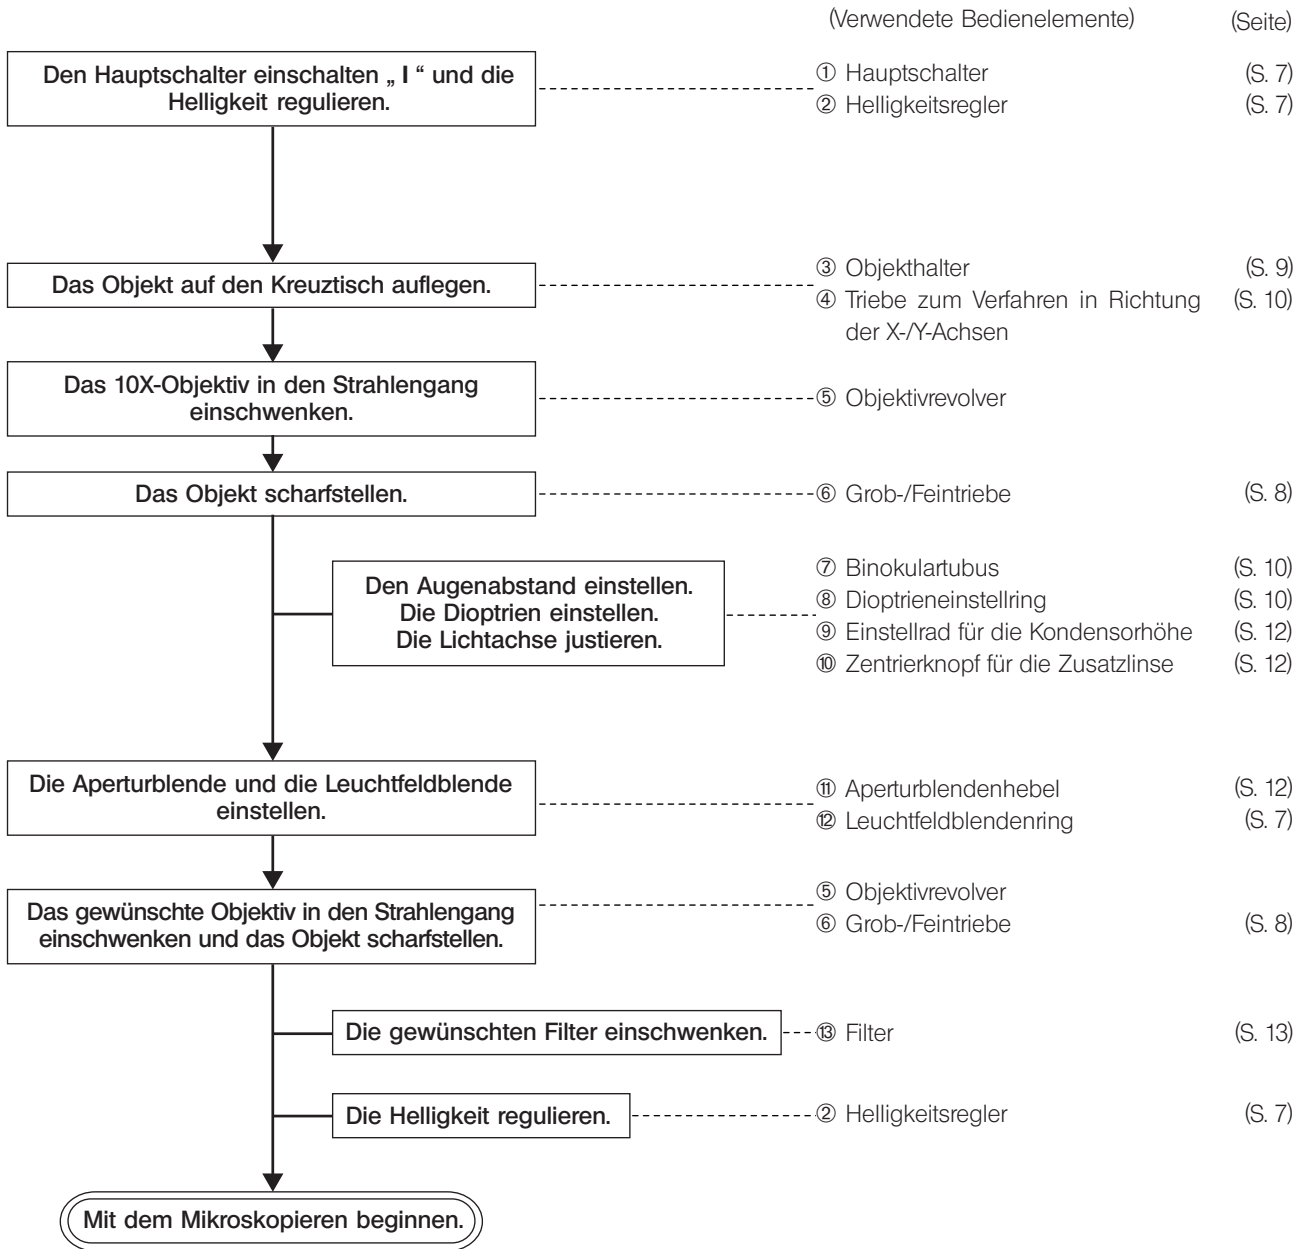 (Verwendete Bedienelemente) (Seite)
Den Hauptschalter einschalten „ I “ und die
Helligkeit regulieren.
① Hauptschalter (S. 7)
② Helligkeitsregler (S. 7)
Das Objekt auf den Kreuztisch auflegen.
③ Objekthalter (S. 9)
④ Triebe zum Verfahren in Richtung (S. 10)
der X-/Y-Achsen
Das 10X-Objektiv in den Strahlengang
einschwenken.
⑤ Objektivrevolver
Das Objekt scharfstellen.
⑥ Grob-/Feintriebe (S. 8)
Den Augenabstand einstellen.
Die Dioptrien einstellen.
Die Lichtachse justieren.
⑦ Binokulartubus (S. 10)
⑧ Dioptrieneinstellring (S. 10)
⑨ Einstellrad für die Kondensorhöhe (S. 12)
⑩ Zentrierknopf für die Zusatzlinse (S. 12)
Die Aperturblende und die Leuchtfeldblende
einstellen.
⑪ Aperturblendenhebel (S. 12)
⑫ Leuchtfeldblendenring (S. 7)
Das gewünschte Objektiv in den Strahlengang
einschwenken und das Objekt scharfstellen.
⑤ Objektivrevolver
⑥ Grob-/Feintriebe (S. 8)
Die gewünschten Filter einschwenken.
⑬ Filter (S. 13)
Die Helligkeit regulieren.
② Helligkeitsregler (S. 7)
Mit dem Mikroskopieren beginnen.